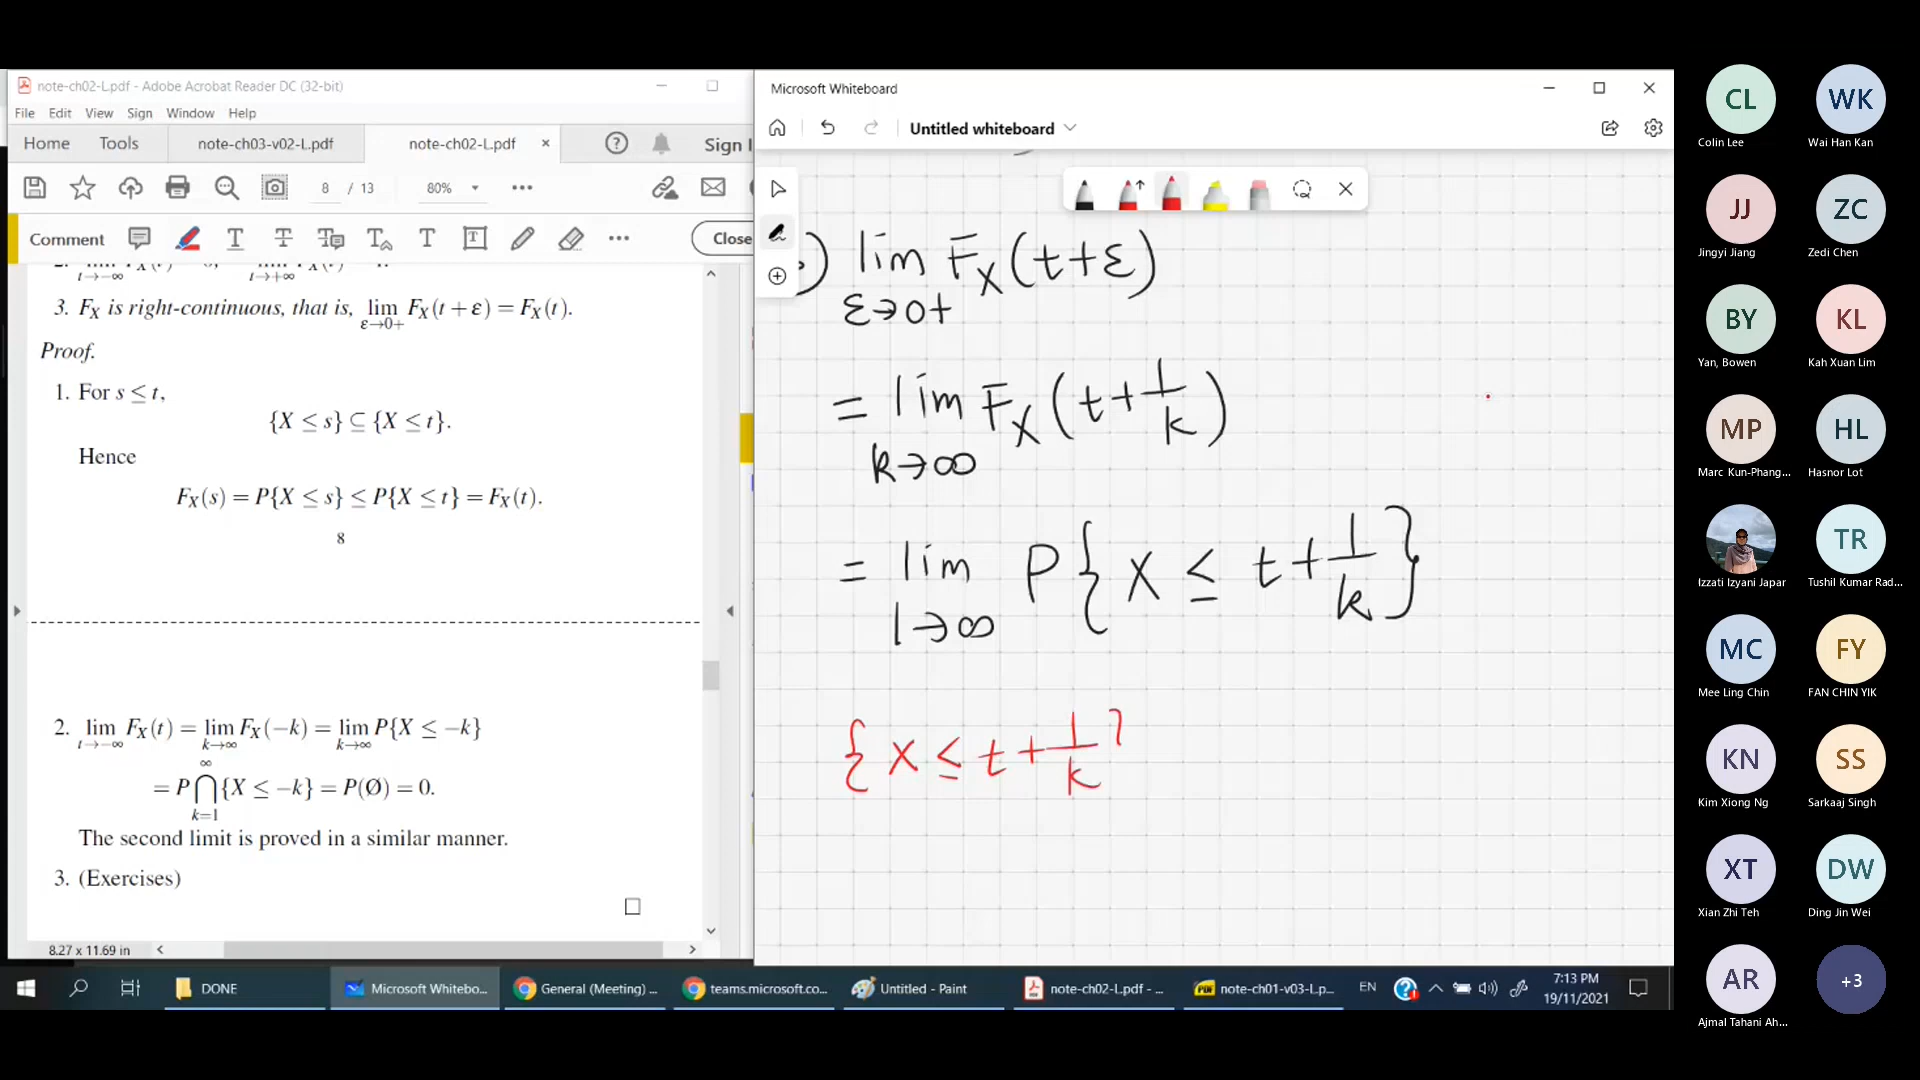 note-ch02-L.pdf - Adobe Acrobat Reader DC (32-bit)
File Edit View Sign Window Help
Home Tools note-ch03-v02-L.pdf note-ch02-L.pdf × Sign I
8 / 13 80%
Comment Close
3. F_X is right-continuous, that is, lim_{ε→0+} F_X(t + ε) = F_X(t).
Proof.
1. For s ≤ t,
{X ≤ s} ⊆ {X ≤ t}.
Hence
F_X(s) = P{X ≤ s} ≤ P{X ≤ t} = F_X(t).
8
2. lim_{t→−∞} F_X(t) = lim_{k→∞} F_X(−k) = lim_{k→∞} P{X ≤ −k}
= P ⋂_{k=1}^{∞} {X ≤ −k} = P(Ø) = 0.
The second limit is proved in a similar manner.
3. (Exercises)
□
8.27 x 11.69 in
Microsoft Whiteboard
Untitled whiteboard
) lim_{ε→0+} F_X(t+ε)
= lim_{k→∞} F_X(t+1/k)
= lim_{l→∞} P{X ≤ t+1/k}
{X ≤ t+1/k
CL WK
Colin Lee Wai Han Kan
JJ ZC
Jingyi Jiang Zedi Chen
BY KL
Yan, Bowen Kah Xuan Lim
MP HL
Marc Kun-Phang... Hasnor Lot
TR
Izzati Izyani Japar Tushil Kumar Rad...
MC FY
Mee Ling Chin FAN CHIN YIK
KN SS
Kim Xiong Ng Sarkaaj Singh
XT DW
Xian Zhi Teh Ding Jin Wei
AR +3
Ajmal Tahani Ah...
DONE Microsoft Whitebo... General (Meeting) ... teams.microsoft.co... Untitled - Paint note-ch02-L.pdf - ... note-ch01-v03-L.p... EN 7:13 PM
19/11/2021